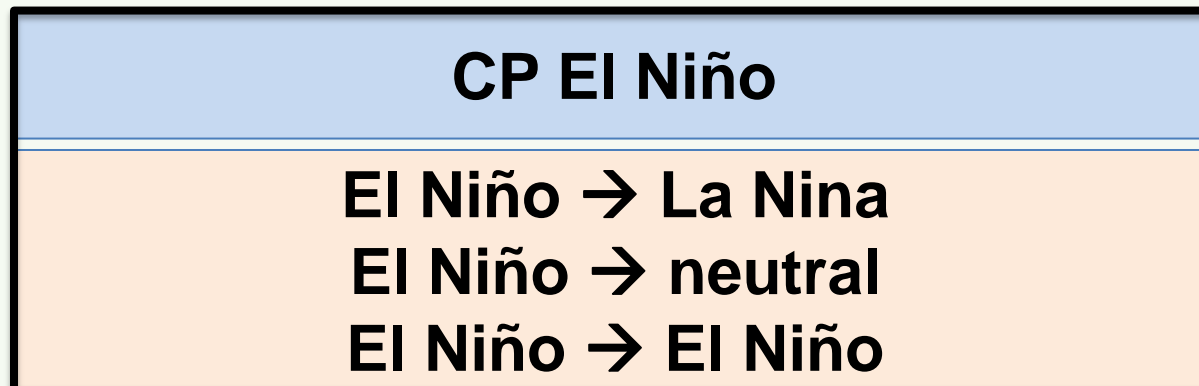 CP El Niño
El Niño → La Nina
El Niño → neutral
El Niño → El Niño